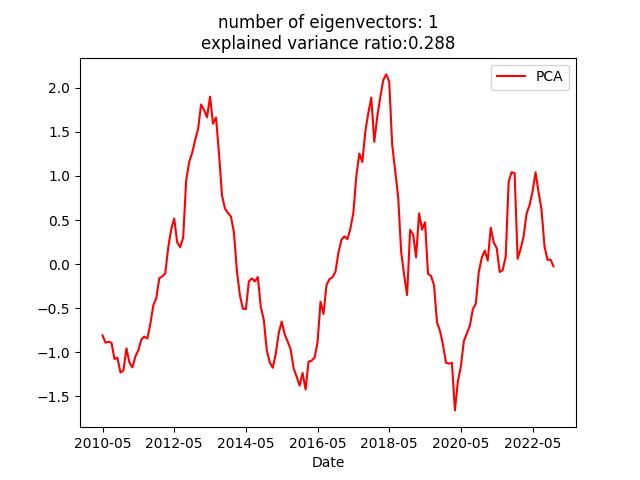 number of eigenvectors: 1
explained variance ratio:0.288
PCA
2.0
1.5
1.0
0.5
0.0
−0.5
−1.0
−1.5
2010-05 2012-05 2014-05 2016-05 2018-05 2020-05 2022-05
Date